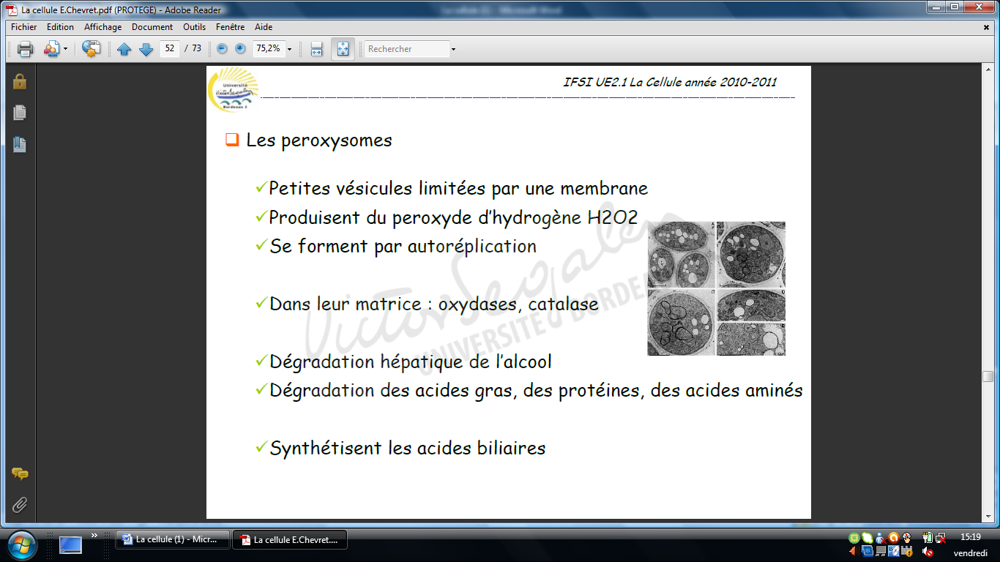 La cellule E.Chevret.pdf (PROTEGE) - Adobe Reader
Fichier Edition Affichage Document Outils Fenêtre Aide
52 / 73 75,2% Rechercher
Université
Victor Segalen
Bordeaux 2
IFSI UE2.1 La Cellule année 2010-2011
Les peroxysomes
Petites vésicules limitées par une membrane
Produisent du peroxyde d'hydrogène H2O2
Se forment par autoréplication
Dans leur matrice : oxydases, catalase
Dégradation hépatique de l'alcool
Dégradation des acides gras, des protéines, des acides aminés
Synthétisent les acides biliaires
Victor Segalen
UNIVERSITE BORDEAU
La cellule (1) - Micr...
La cellule E.Chevret....
15:19
vendredi